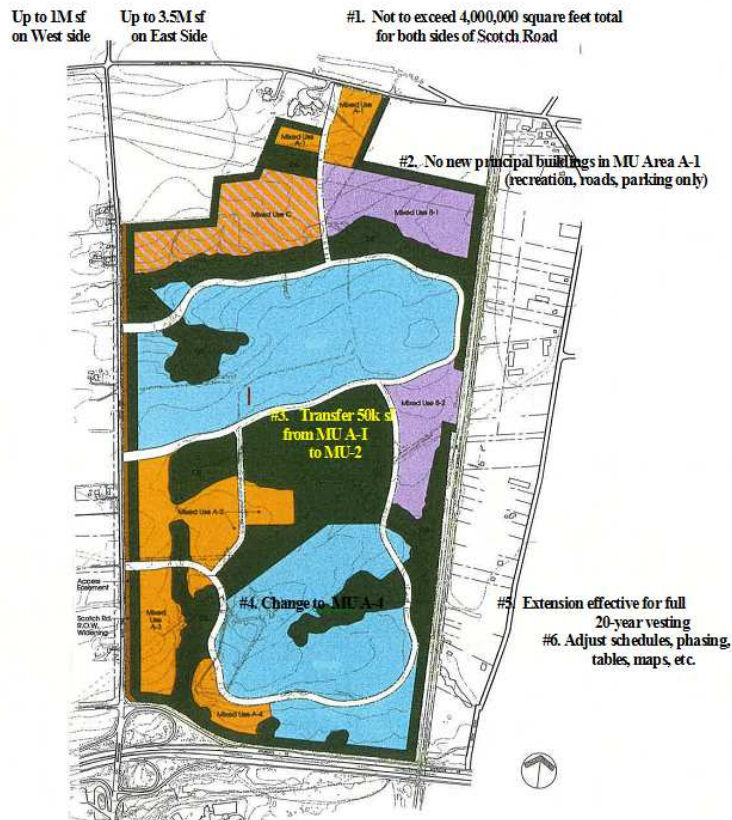 Up to 1M sf
on West side
Up to 3.5M sf
on East Side
#1. Not to exceed 4,000,000 square feet total
for both sides of Scotch Road
Mixed Use
A-1
Mixed Use
A-1
#2. No new principal buildings in MU Area A-1
(recreation, roads, parking only)
Mixed Use C
Mixed Use B-1
Mixed Use B-2
#3. Transfer 50k sf
from MU A-I
to MU-2
Mixed Use A-2
Access
Easement
Scotch Rd.
R.O.W.
Widening
Mixed
Use
A-3
#4. Change to MU A-4
#5. Extension effective for full
20-year vesting
#6. Adjust schedules, phasing,
tables, maps, etc.
Mixed Use A-4